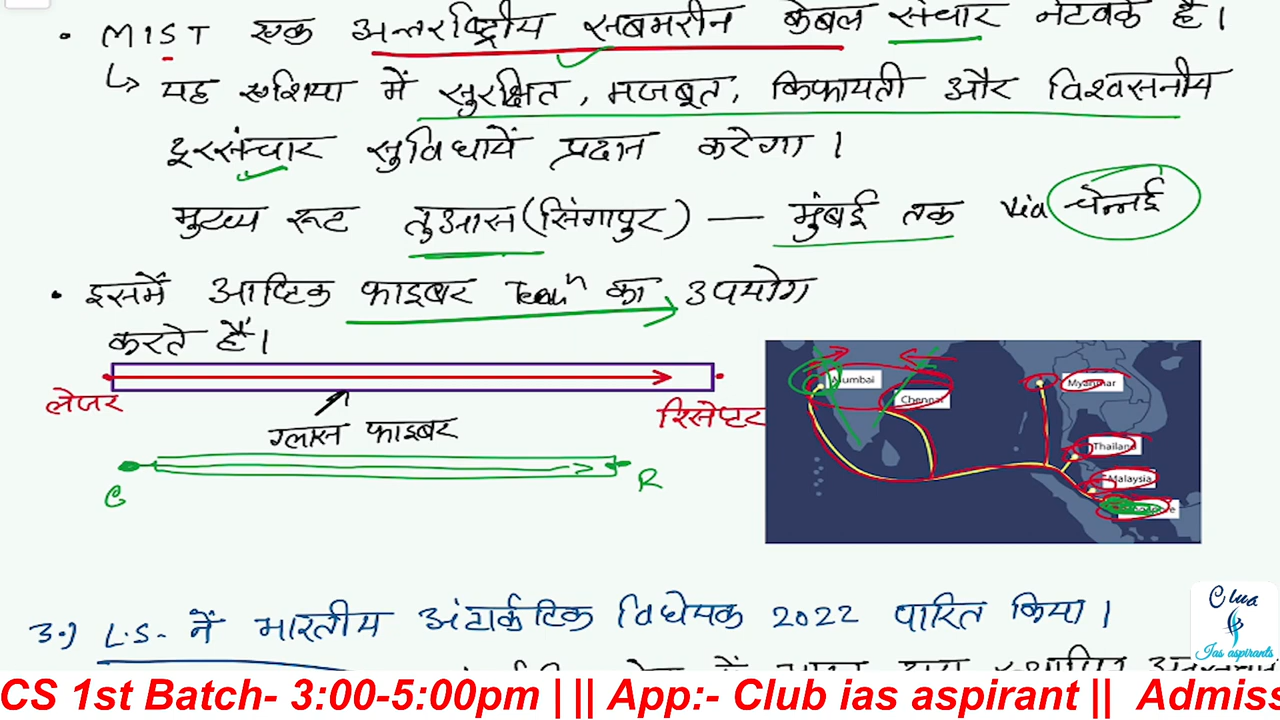 • MIST एक अन्तरर्राष्ट्रीय सबमरीन केबल संचार नेटवर्क है।
↳ यह एशिया में सुरक्षित, मजबूत, किफायती और विश्वसनीय
दूरसंचार सुविधायें प्रदान करेगा।
मुख्य रूट तुआस (सिंगापुर) — मुंबई तक via चेन्नई
• इसमें आप्टिक फाइबर Techⁿ का उपयोग
करते हैं।
लेजर
रिसेप्टर
ग्लास फाइबर
R
Mumbai
Chennai
Myanmar
Thailand
Malaysia
3.) L.S. में भारतीय अंटार्कटिक विधेयक 2022 पारित किया।
Club
Ias aspirants
CS 1st Batch- 3:00-5:00pm | || App:- Club ias aspirant || Admiss